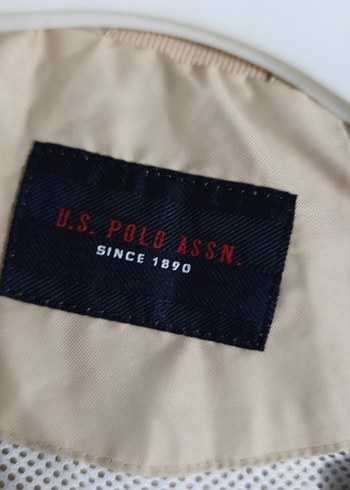 U.S. POLO ASSN.
SINCE 1890